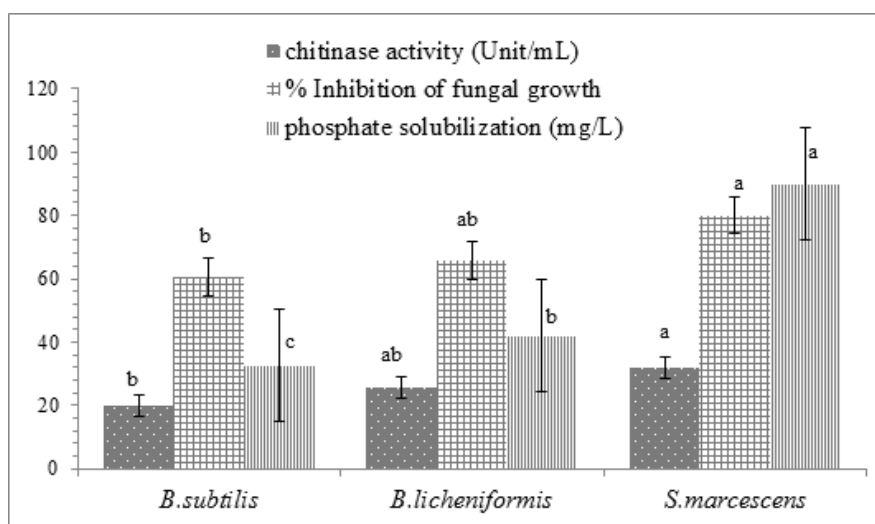 chitinase activity (Unit/mL)
% Inhibition of fungal growth
phosphate solubilization (mg/L)
120
100
80
60
40
20
0
b
b
c
ab
ab
b
a
a
a
B.subtilis
B.licheniformis
S.marcescens